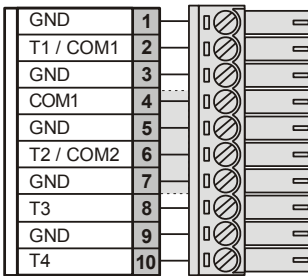 GND 1
T1 / COM1 2
GND 3
COM1 4
GND 5
T2 / COM2 6
GND 7
T3 8
GND 9
T4 10